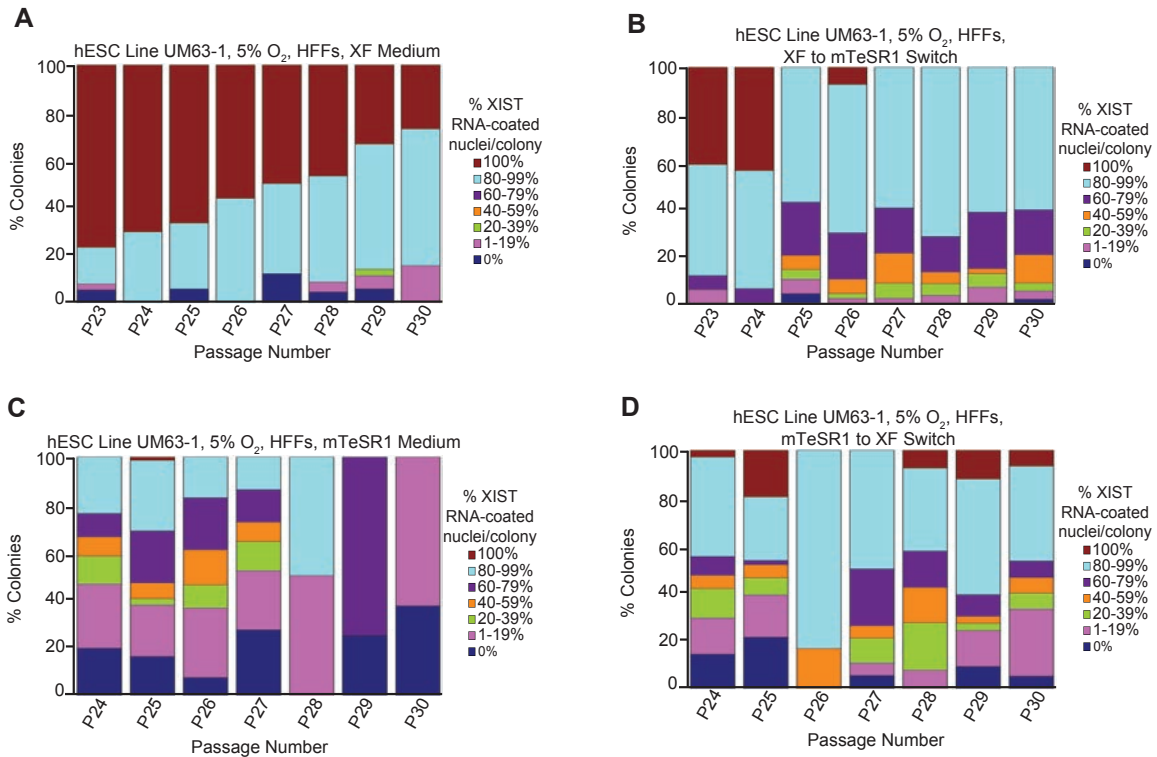 A
hESC Line UM63-1, 5% O₂, HFFs, XF Medium
100
80
60
40
20
0
% Colonies
P23
P24
P25
P26
P27
P28
P29
P30
Passage Number
% XIST
RNA-coated
nuclei/colony
100%
80-99%
60-79%
40-59%
20-39%
1-19%
0%
B
hESC Line UM63-1, 5% O₂, HFFs,
XF to mTeSR1 Switch
100
80
60
40
20
0
% Colonies
P23
P24
P25
P26
P27
P28
P29
P30
Passage Number
% XIST
RNA-coated
nuclei/colony
100%
80-99%
60-79%
40-59%
20-39%
1-19%
0%
C
hESC Line UM63-1, 5% O₂, HFFs, mTeSR1 Medium
100
80
60
40
20
0
% Colonies
P24
P25
P26
P27
P28
P29
P30
Passage Number
% XIST
RNA-coated
nuclei/colony
100%
80-99%
60-79%
40-59%
20-39%
1-19%
0%
D
hESC Line UM63-1, 5% O₂, HFFs,
mTeSR1 to XF Switch
100
80
60
40
20
0
% Colonies
P24
P25
P26
P27
P28
P29
P30
Passage Number
% XIST
RNA-coated
nuclei/colony
100%
80-99%
60-79%
40-59%
20-39%
1-19%
0%